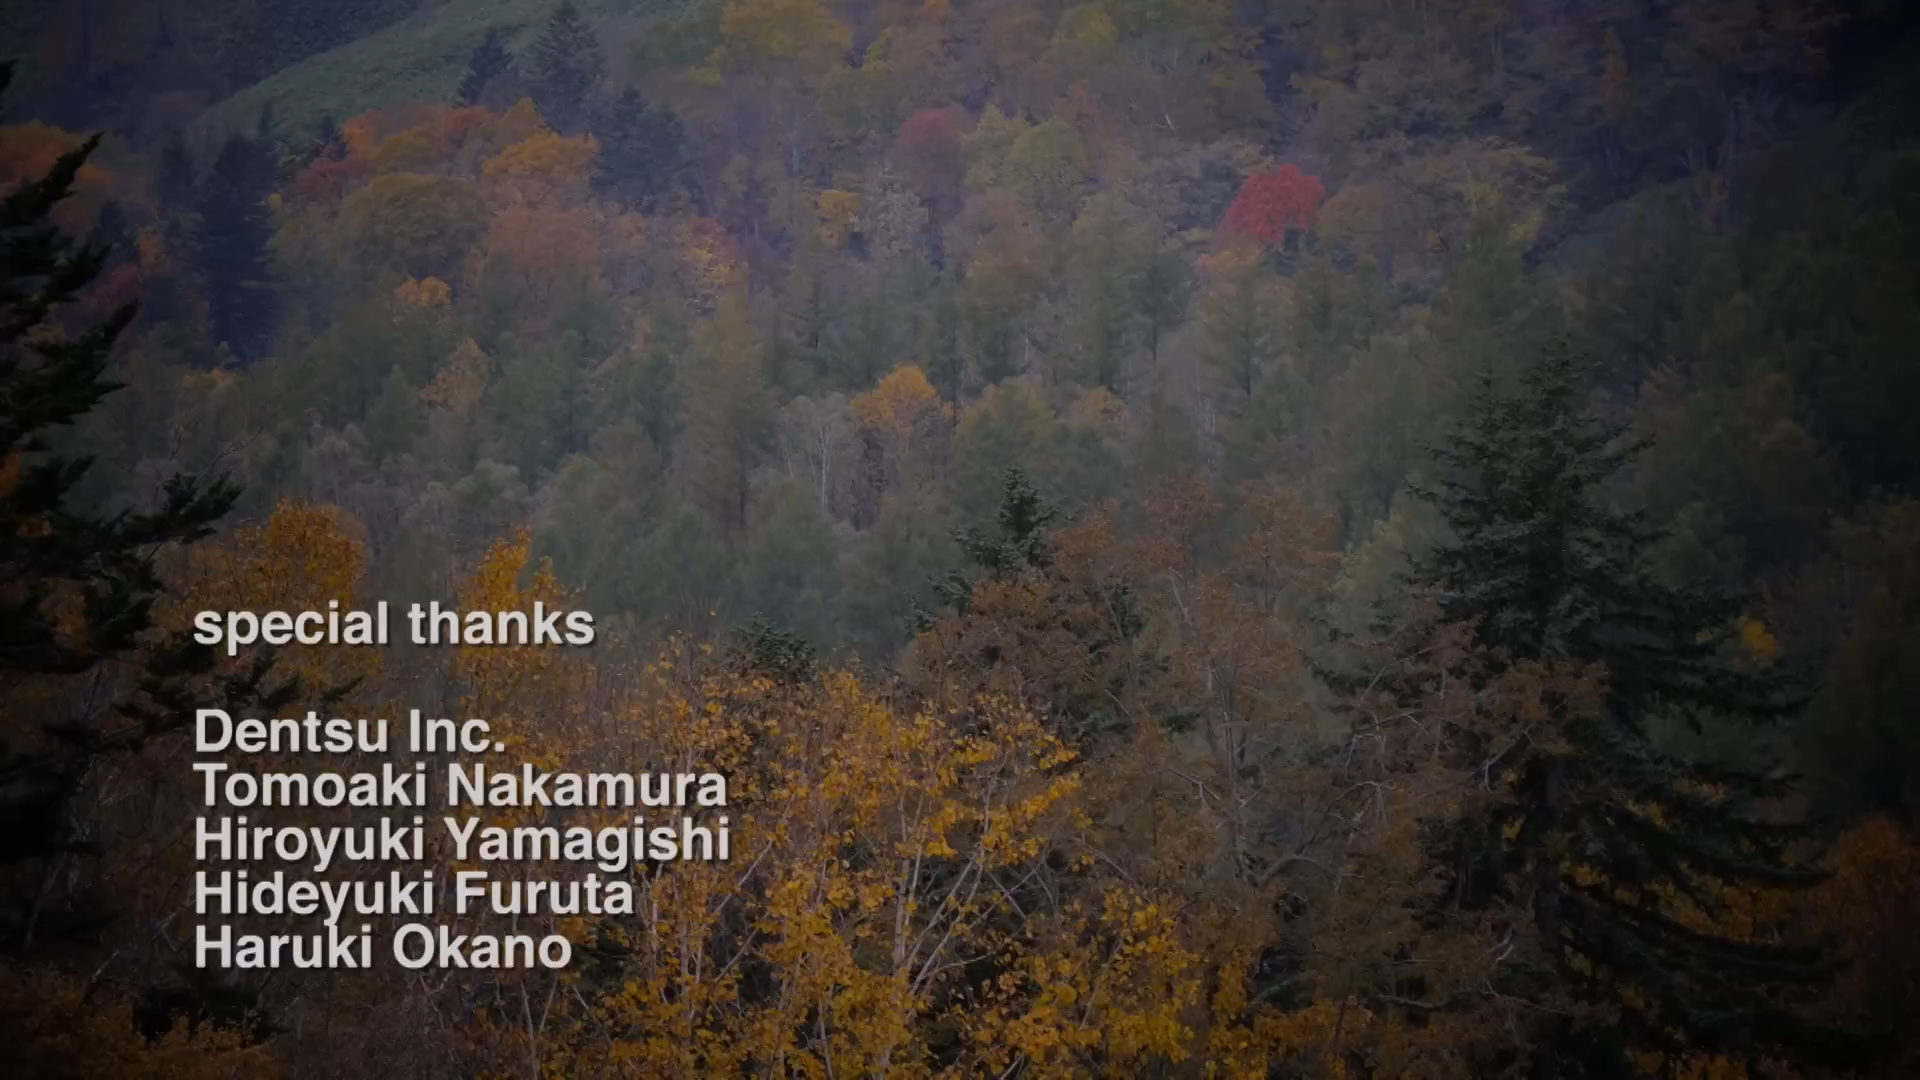 special thanks
Dentsu Inc.
Tomoaki Nakamura
Hiroyuki Yamagishi
Hideyuki Furuta
Haruki Okano